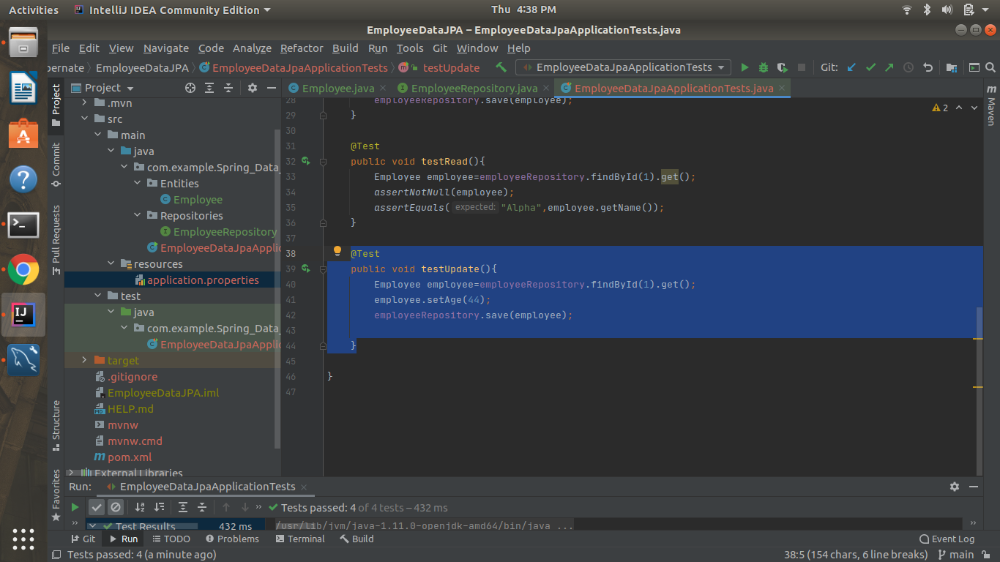 Activities IntelliJ IDEA Community Edition Thu 4:38 PM
EmployeeDataJPA – EmployeeDataJpaApplicationTests.java
File Edit View Navigate Code Analyze Refactor Build Run Tools Git Window Help
bernate EmployeeDataJPA EmployeeDataJpaApplicationTests testUpdate EmployeeDataJpaApplicationTests Git:
Project
Employee.java EmployeeRepository.java EmployeeDataJpaApplicationTests.java
Project
Commit
Pull Requests
Structure
Favorites
Maven
.mvn
src
main
java
com.example.Spring_Data_
Entities
Employee
Repositories
EmployeeRepository
EmployeeDataJpaApplic
resources
application.properties
test
java
com.example.Spring_Data_
EmployeeDataJpaApplic
target
.gitignore
EmployeeDataJPA.iml
HELP.md
mvnw
mvnw.cmd
pom.xml
External Libraries
2
28 employeeRepository.save(employee);
29 }
30
31 @Test
32 public void testRead(){
33 Employee employee=employeeRepository.findById(1).get();
34 assertNotNull(employee);
35 assertEquals( expected: "Alpha",employee.getName());
36 }
37
38 @Test
39 public void testUpdate(){
40 Employee employee=employeeRepository.findById(1).get();
41 employee.setAge(44);
42 employeeRepository.save(employee);
43
44 }
45
46 }
47
Run: EmployeeDataJpaApplicationTests
Tests passed: 4 of 4 tests – 432 ms
Test Results 432 ms
/usr/lib/jvm/java-1.11.0-openjdk-amd64/bin/java ...
Git Run TODO Problems Terminal Build Event Log
Tests passed: 4 (a minute ago) 38:5 (154 chars, 6 line breaks) main